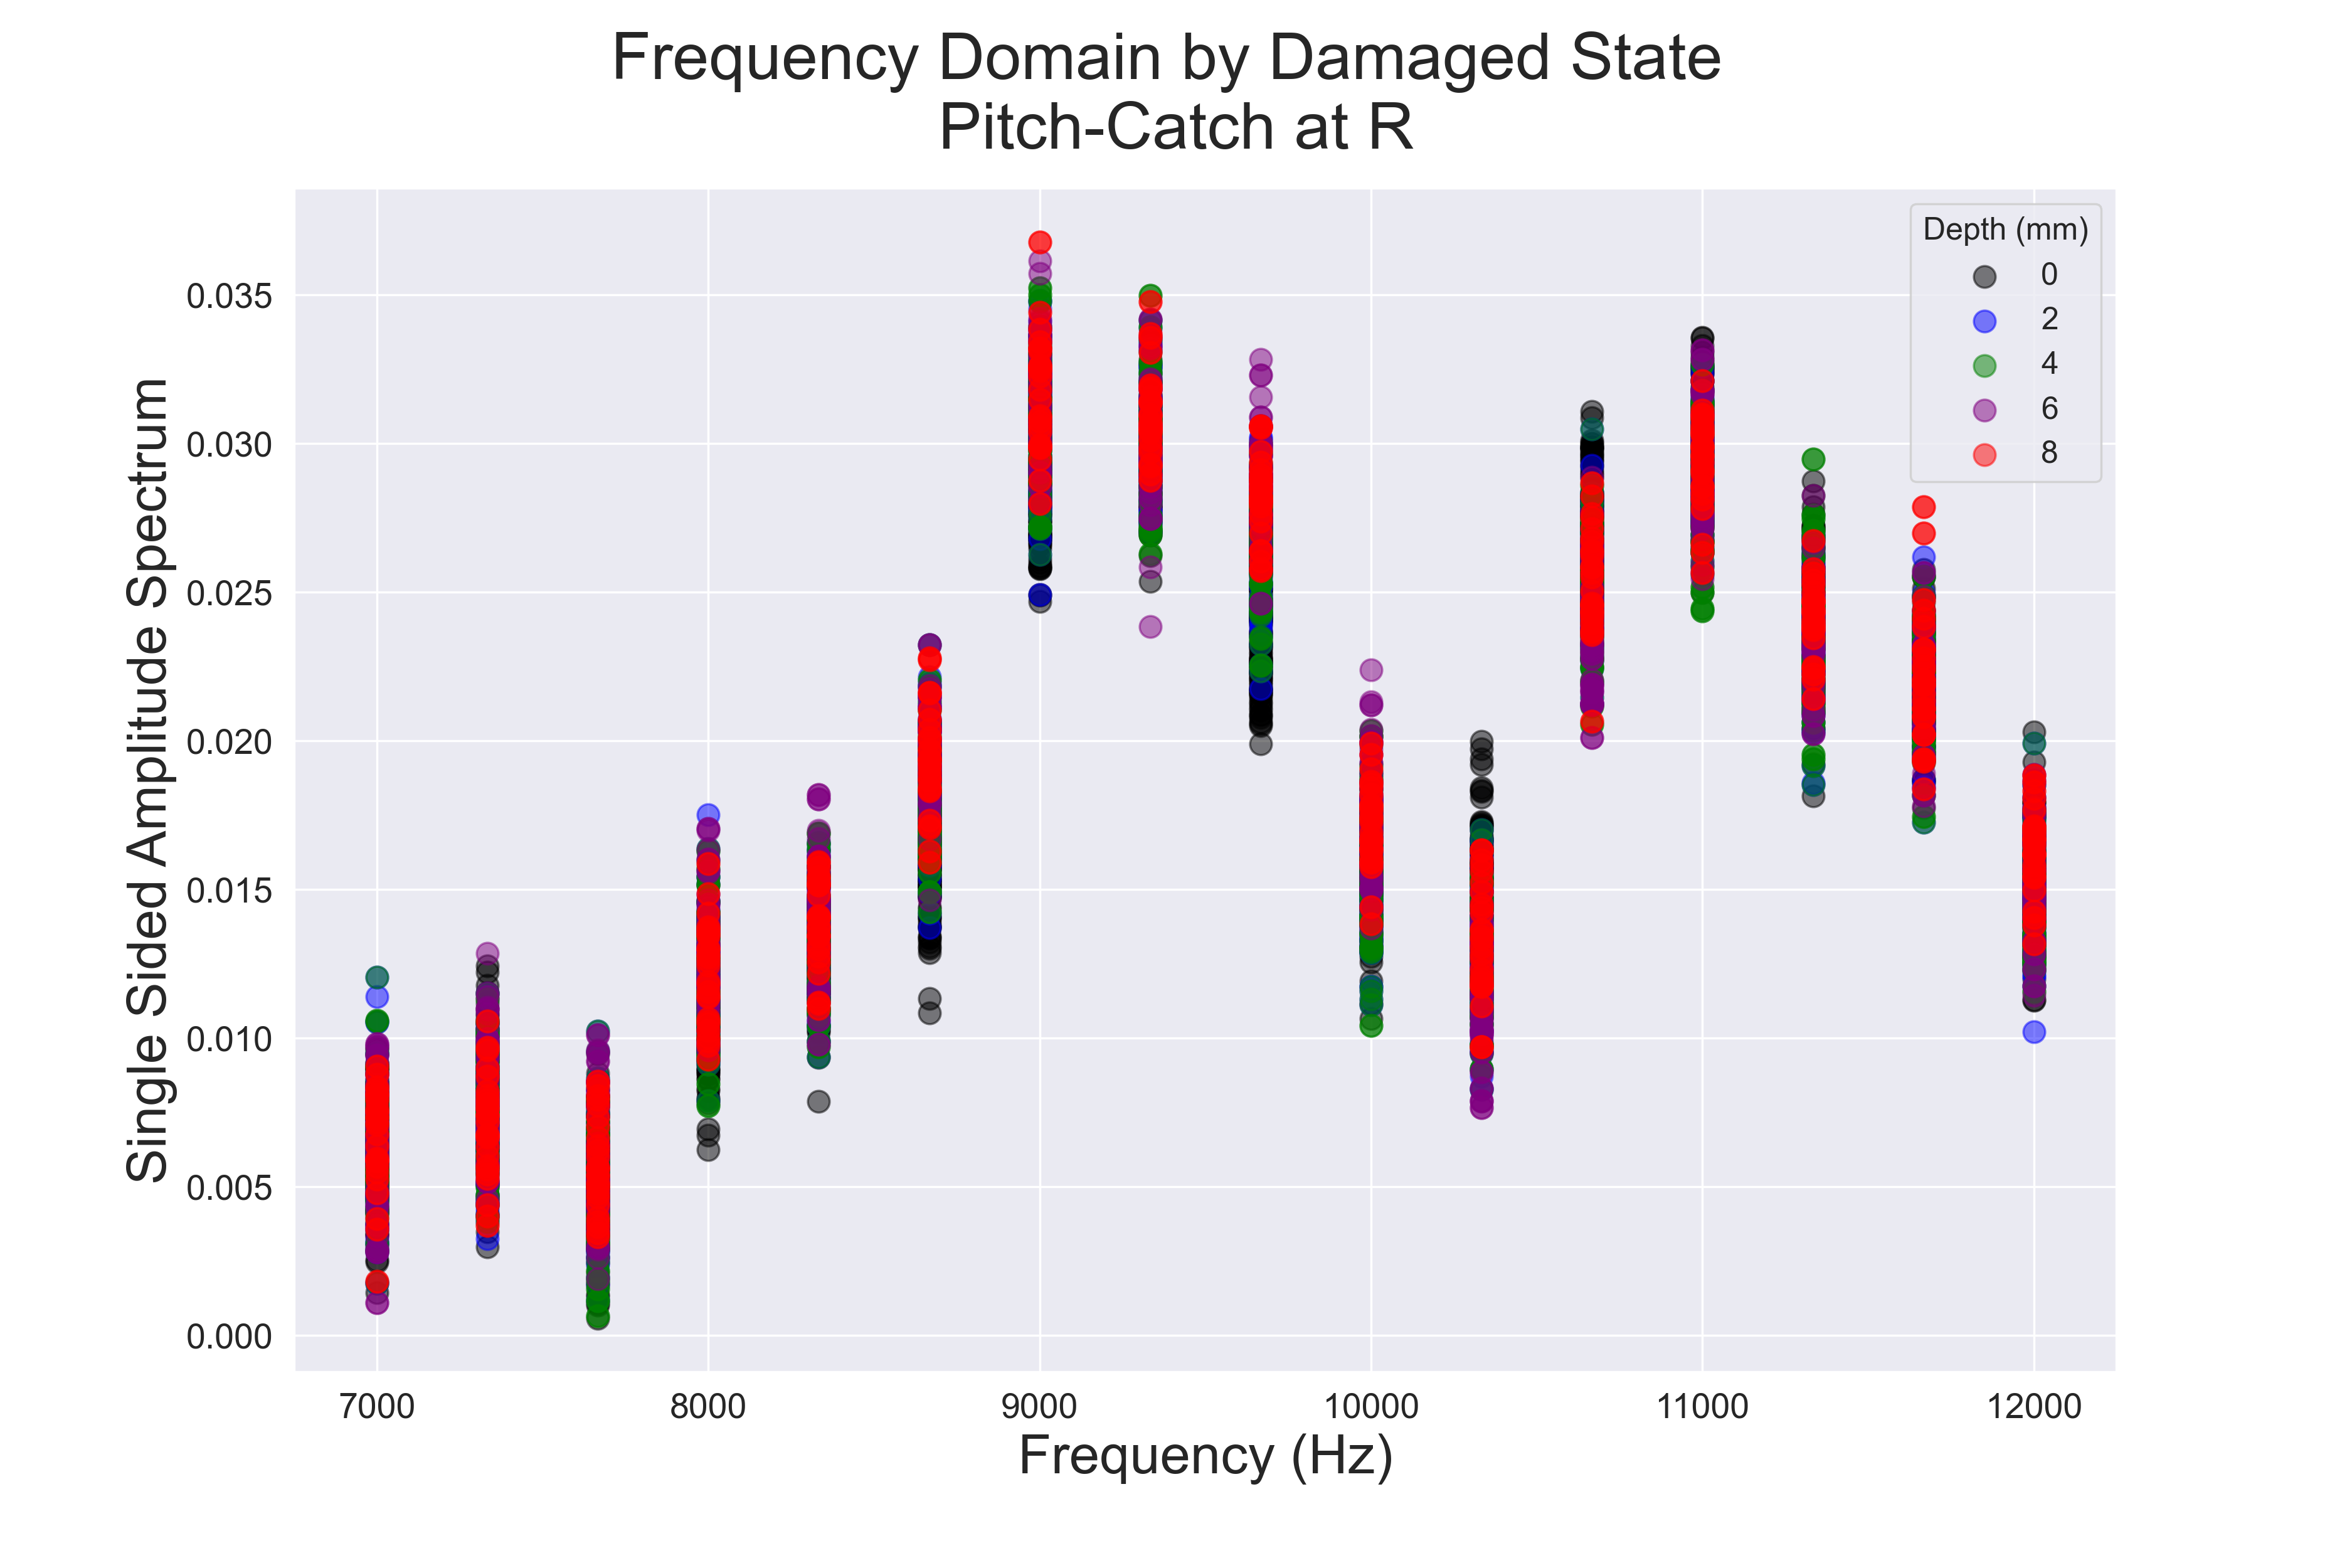 Frequency Domain by Damaged State
Pitch-Catch at R
Single Sided Amplitude Spectrum
0.035
0.030
0.025
0.020
0.015
0.010
0.005
0.000
Depth (mm)
0
2
4
6
8
7000 8000 9000 10000 11000 12000
Frequency (Hz)